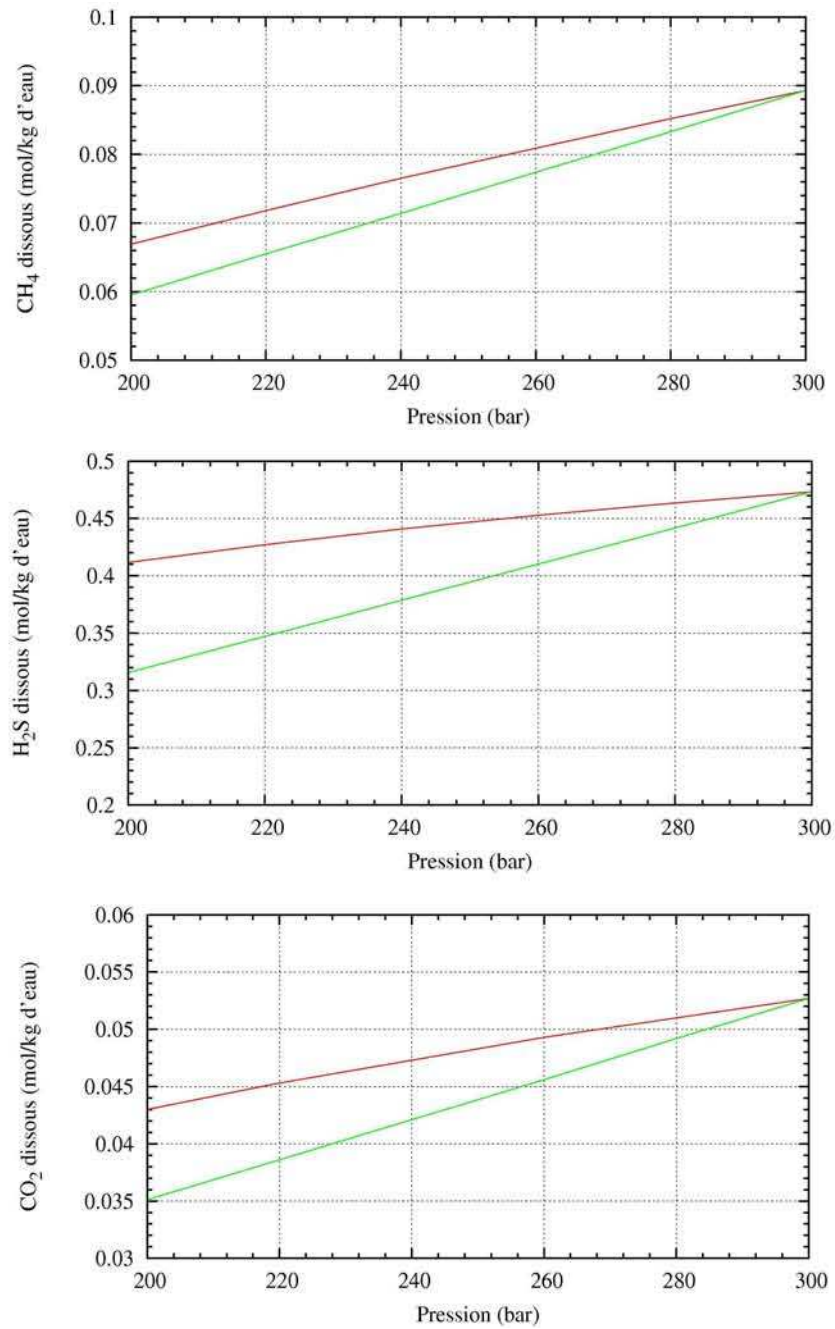 0.1
0.09
0.08
0.07
0.06
0.05
CH4 dissous (mol/kg d'eau)
200 220 240 260 280 300
Pression (bar)
0.5
0.45
0.4
0.35
0.3
0.25
0.2
H2S dissous (mol/kg d'eau)
200 220 240 260 280 300
Pression (bar)
0.06
0.055
0.05
0.045
0.04
0.035
0.03
CO2 dissous (mol/kg d'eau)
200 220 240 260 280 300
Pression (bar)